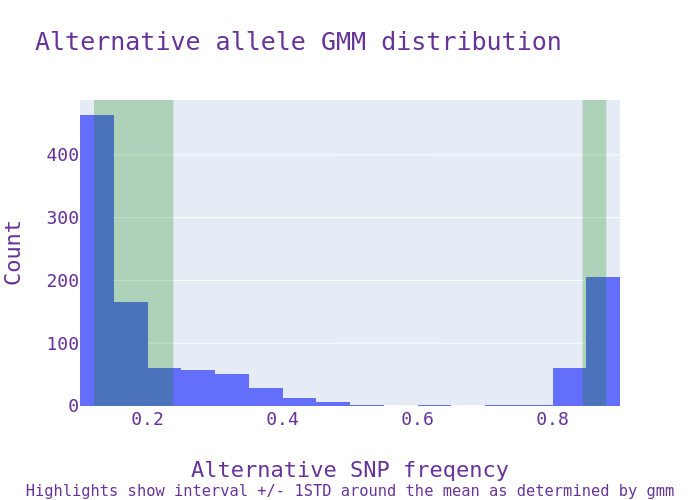 Alternative allele GMM distribution
Count
400
300
200
100
0
0.2
0.4
0.6
0.8
Alternative SNP freqency
Highlights show interval +/- 1STD around the mean as determined by gmm